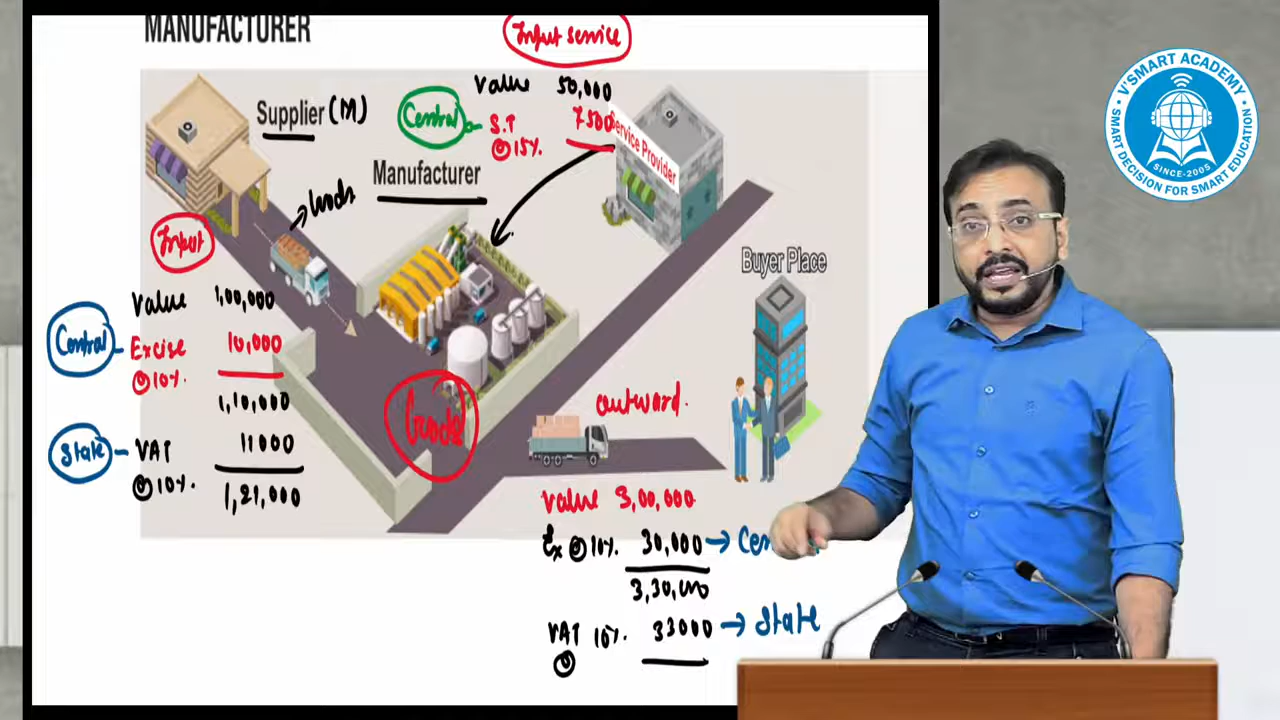 MANUFACTURER
Input service
Value 50,000
Central S.T 7500
@ 15%.
Supplier (M)
Service Provider
Manufacturer
Goods
Input
Value 1,00,000
Central Excise 10,000
@ 10%.
1,10,000
State VAT 11000
@ 10%.
1,21,000
Goods
Buyer Place
outward.
Value 3,00,000
Ex @ 10%. 30,000 → Cen
3,30,000
VAT 10%. 33000 → State
@
V'SMART ACADEMY
SINCE-2005
SMART DECISION FOR SMART EDUCATION